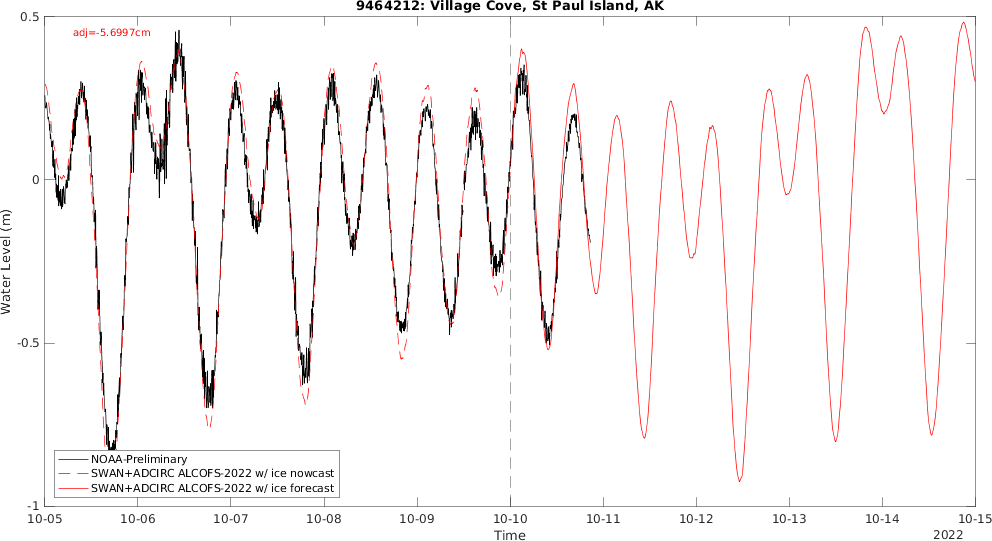 9464212: Village Cove, St Paul Island, AK
0.5
adj=-5.6997cm
0
Water Level (m)
-0.5
NOAA-Preliminary
SWAN+ADCIRC ALCOFS-2022 w/ ice nowcast
SWAN+ADCIRC ALCOFS-2022 w/ ice forecast
-1
10-05 10-06 10-07 10-08 10-09 10-10 10-11 10-12 10-13 10-14 10-15
Time 2022